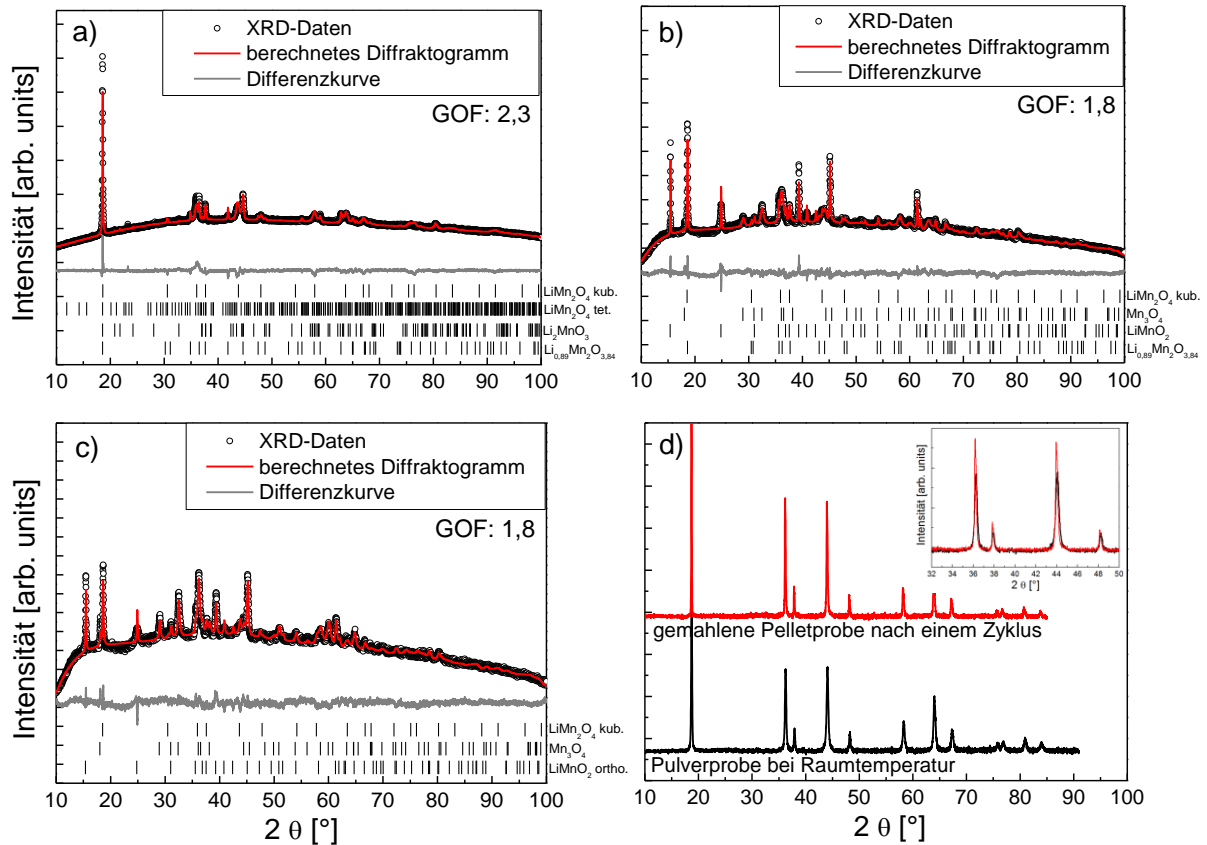 a)
XRD-Daten
berechnetes Diffraktogramm
Differenzkurve
GOF: 2,3
Intensität [arb. units]
LiMn2O4 kub.
LiMn2O4 tet.
Li2MnO3
Li0,89Mn2O3,84
10 20 30 40 50 60 70 80 90 100
b)
XRD-Daten
berechnetes Diffraktogramm
Differenzkurve
GOF: 1,8
Intensität [arb. units]
LiMn2O4 kub.
Mn3O4
LiMnO2
Li0,89Mn2O3,84
10 20 30 40 50 60 70 80 90 100
c)
XRD-Daten
berechnetes Diffraktogramm
Differenzkurve
GOF: 1,8
Intensität [arb. units]
LiMn2O4 kub.
Mn3O4
LiMnO2 ortho.
10 20 30 40 50 60 70 80 90 100
2 θ [°]
d)
Intensität [arb. units]
32 34 36 38 40 42 44 46 48 50
2 θ [°]
gemahlene Pelletprobe nach einem Zyklus
Pulverprobe bei Raumtemperatur
10 20 30 40 50 60 70 80 90 100
2 θ [°]